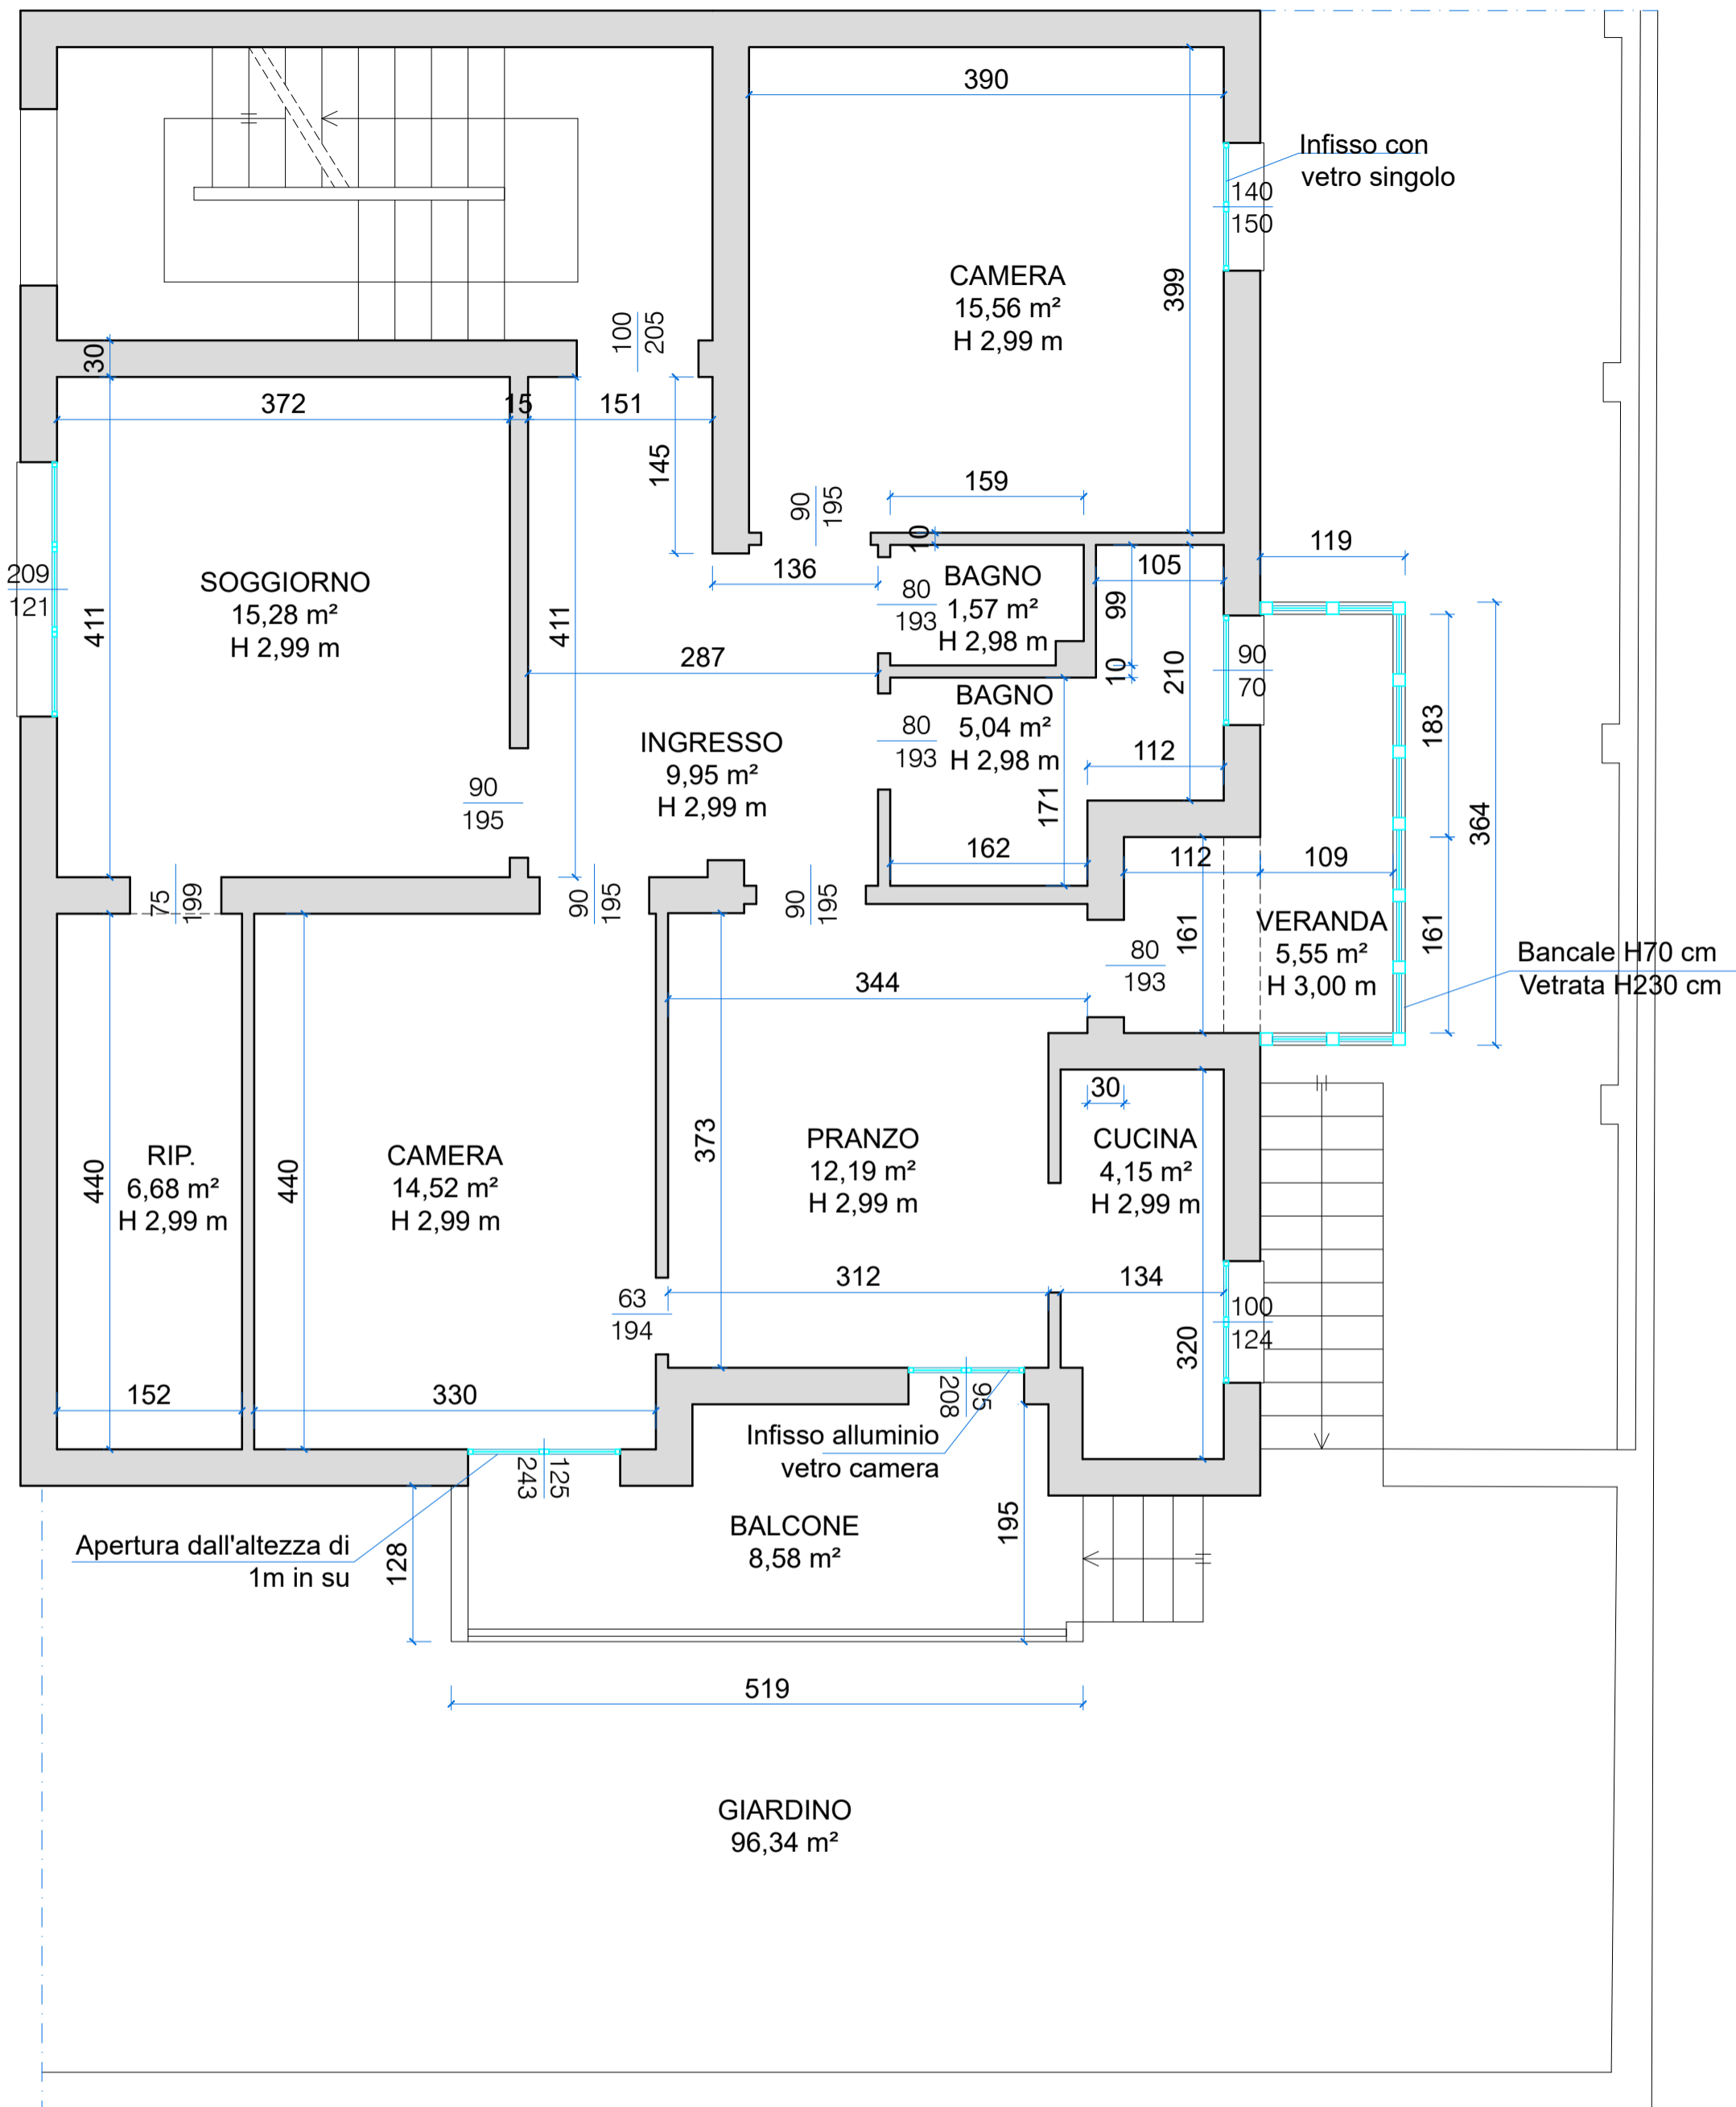 390
Infisso con
vetro singolo
140
150
CAMERA
15,56 m²
H 2,99 m
399
30
100
205
372
15
151
145
159
90
195
10
136
119
209
121
SOGGIORNO
15,28 m²
H 2,99 m
411
411
BAGNO
1,57 m²
H 2,98 m
80
193
105
99
10
210
90
70
287
BAGNO
5,04 m²
H 2,98 m
80
193
183
INGRESSO
9,95 m²
H 2,99 m
112
171
364
90
195
162
112
109
75
199
90
195
90
195
161
VERANDA
5,55 m²
H 3,00 m
161
80
193
Bancale H70 cm
Vetrata H230 cm
344
30
RIP.
6,68 m²
H 2,99 m
440
CAMERA
14,52 m²
H 2,99 m
440
373
PRANZO
12,19 m²
H 2,99 m
CUCINA
4,15 m²
H 2,99 m
312
134
63
194
100
124
320
152
330
95
208
Infisso alluminio
vetro camera
125
243
Apertura dall'altezza di
1m in su
128
BALCONE
8,58 m²
195
519
GIARDINO
96,34 m²